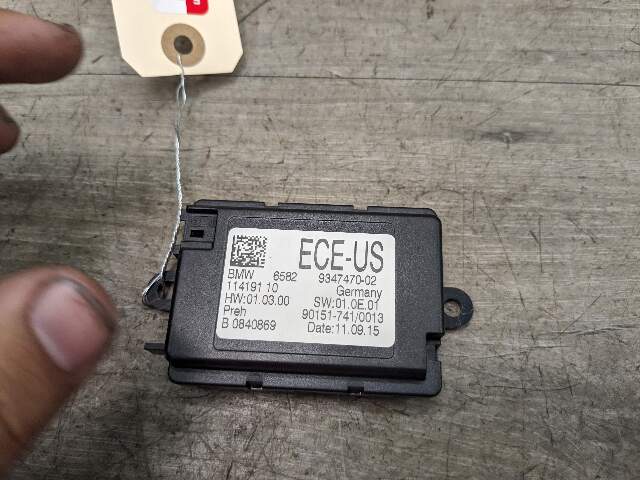 ECE-US
BMW 6582 9347470-02
114191 10 Germany
HW:01.03.00 SW:01.0E.01
Preh 90151-741/0013
B 0840869 Date:11.09.15